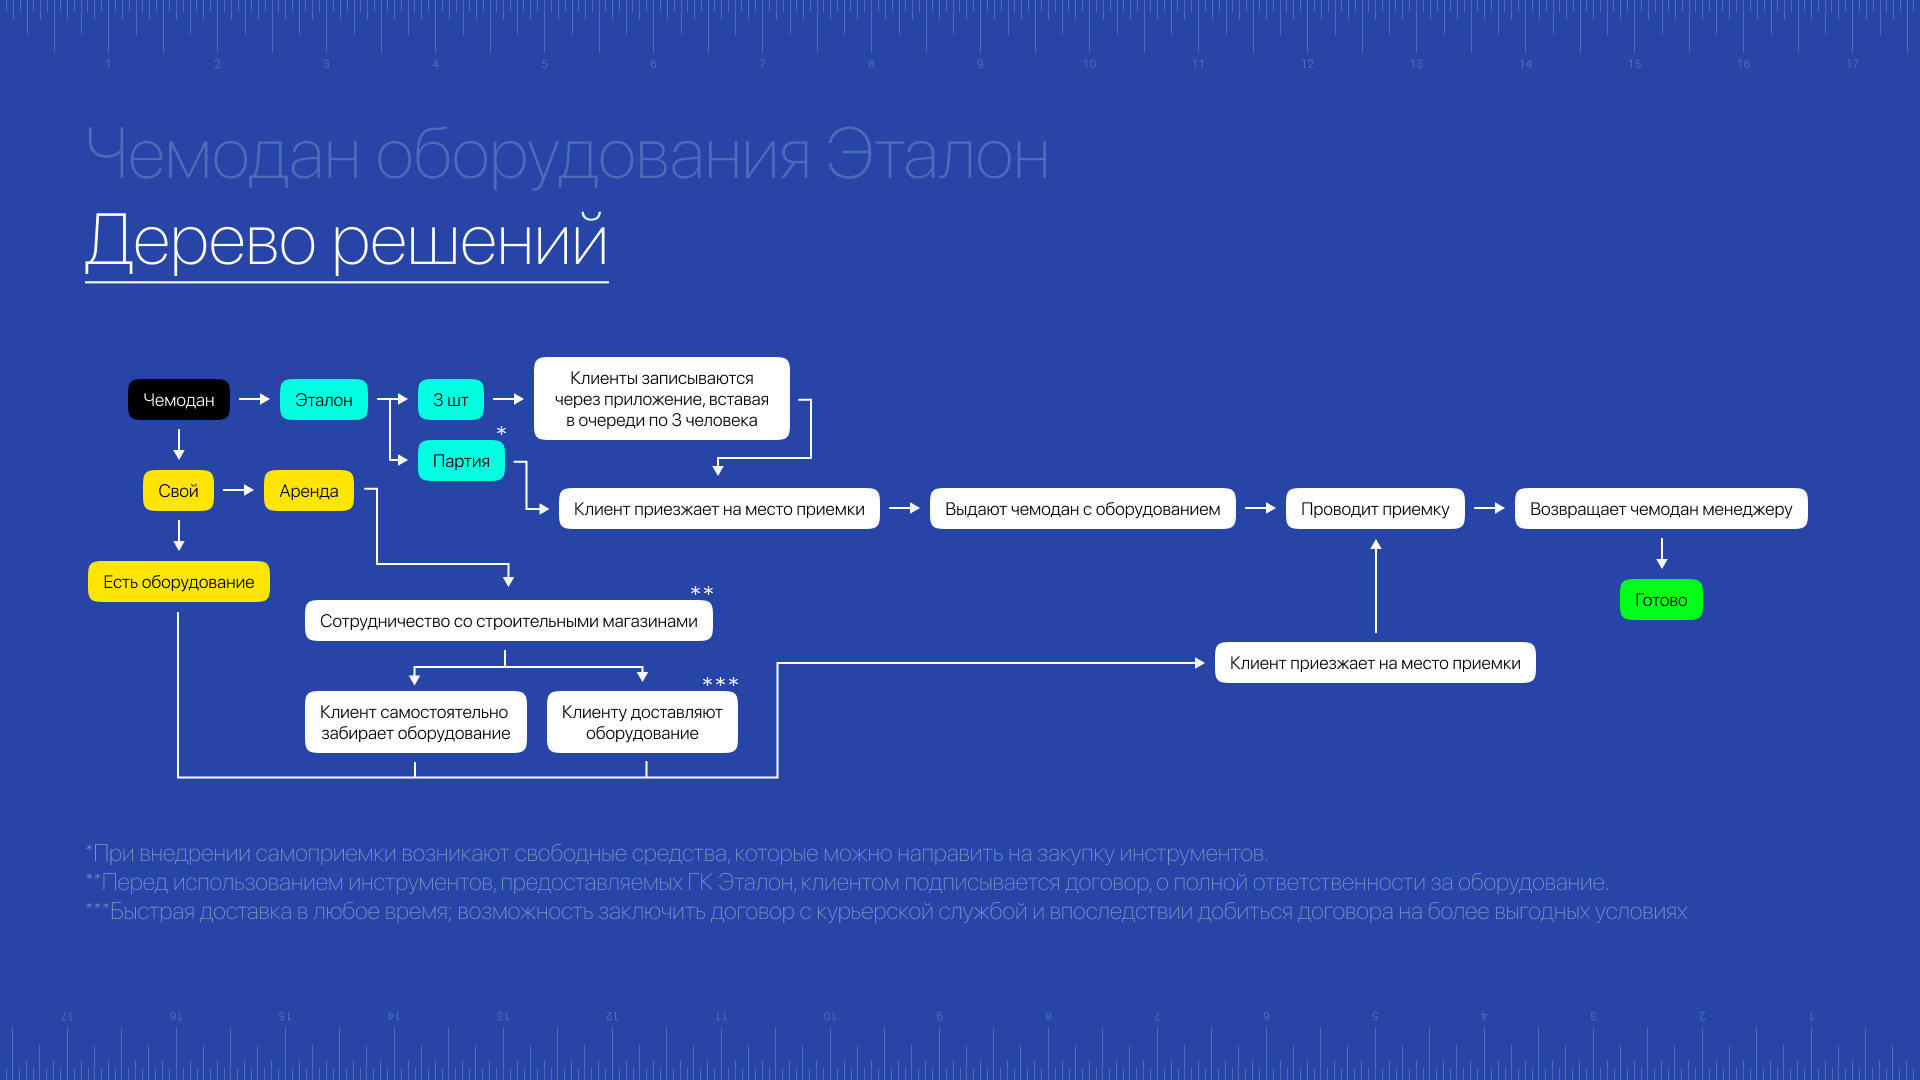 1 2 3 4 5 6 7 8 9 10 11 12 13 14 15 16 17
Чемодан оборудования Эталон
Дерево решений
Чемодан
Эталон
3 шт
Клиенты записываются
через приложение, вставая
в очереди по 3 человека
*
Партия
Свой
Аренда
Клиент приезжает на место приемки
Выдают чемодан с оборудованием
Проводит приемку
Возвращает чемодан менеджеру
Есть оборудование
Готово
**
Сотрудничество со строительными магазинами
Клиент приезжает на место приемки
***
Клиент самостоятельно
забирает оборудование
Клиенту доставляют
оборудование
*При внедрении самоприемки возникают свободные средства, которые можно направить на закупку инструментов.
**Перед использованием инструментов, предоставляемых ГК Эталон, клиентом подписывается договор, о полной ответственности за оборудование.
***Быстрая доставка в любое время; возможность заключить договор с курьерской службой и впоследствии добиться договора на более выгодных условиях
17 16 15 14 13 12 11 10 9 8 7 6 5 4 3 2 1